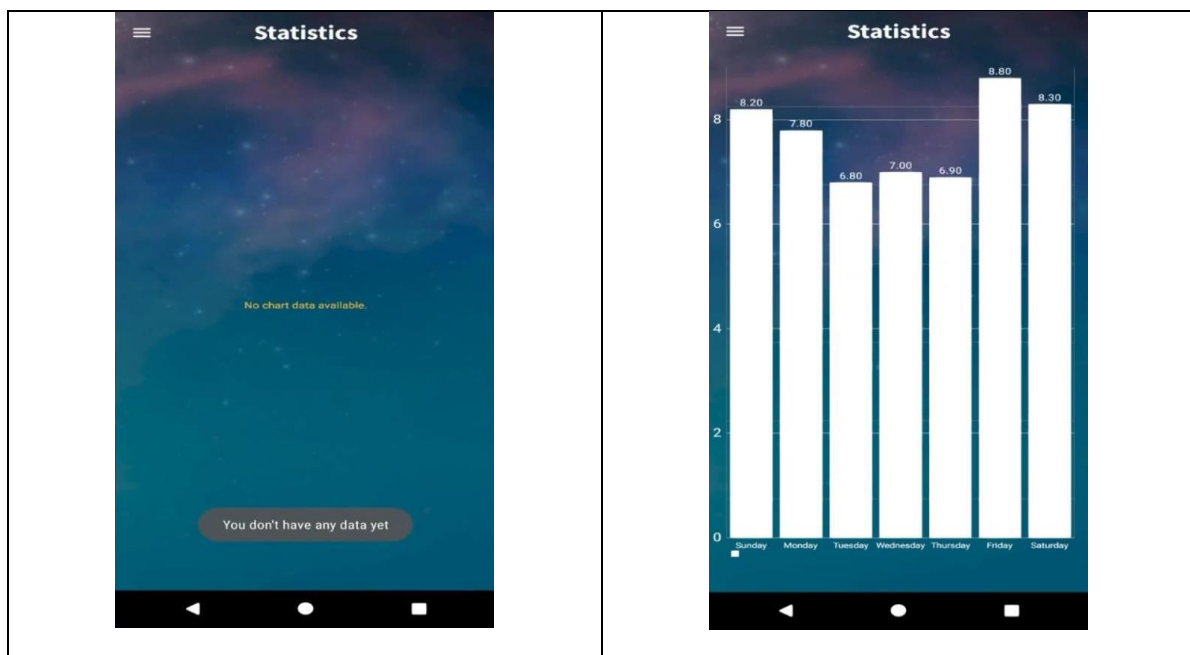 Statistics
No chart data available.
You don't have any data yet
Statistics
8.80
8.30
8.20
8
7.80
7.00
6.90
6.80
6
4
2
0
Sunday Monday Tuesday Wednesday Thursday Friday Saturday